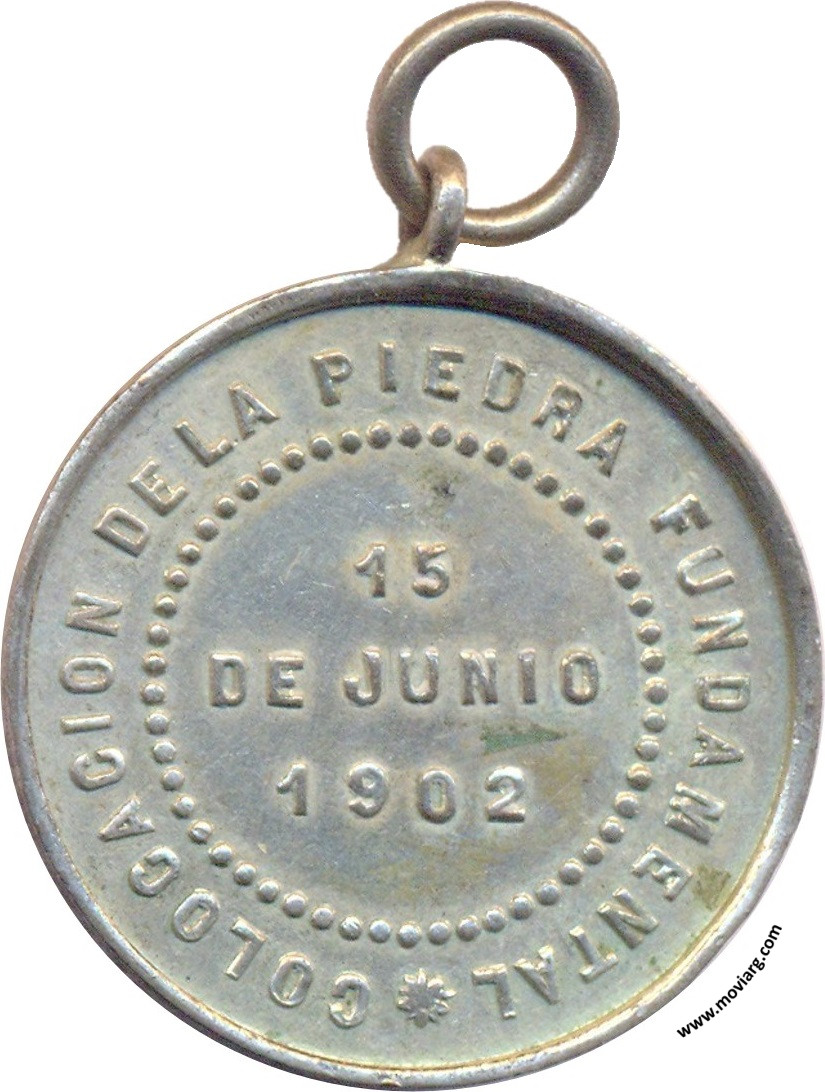 COLOCACION DE LA PIEDRA FUNDAMENTAL
15
DE JUNIO
1902
www.moviarg.com